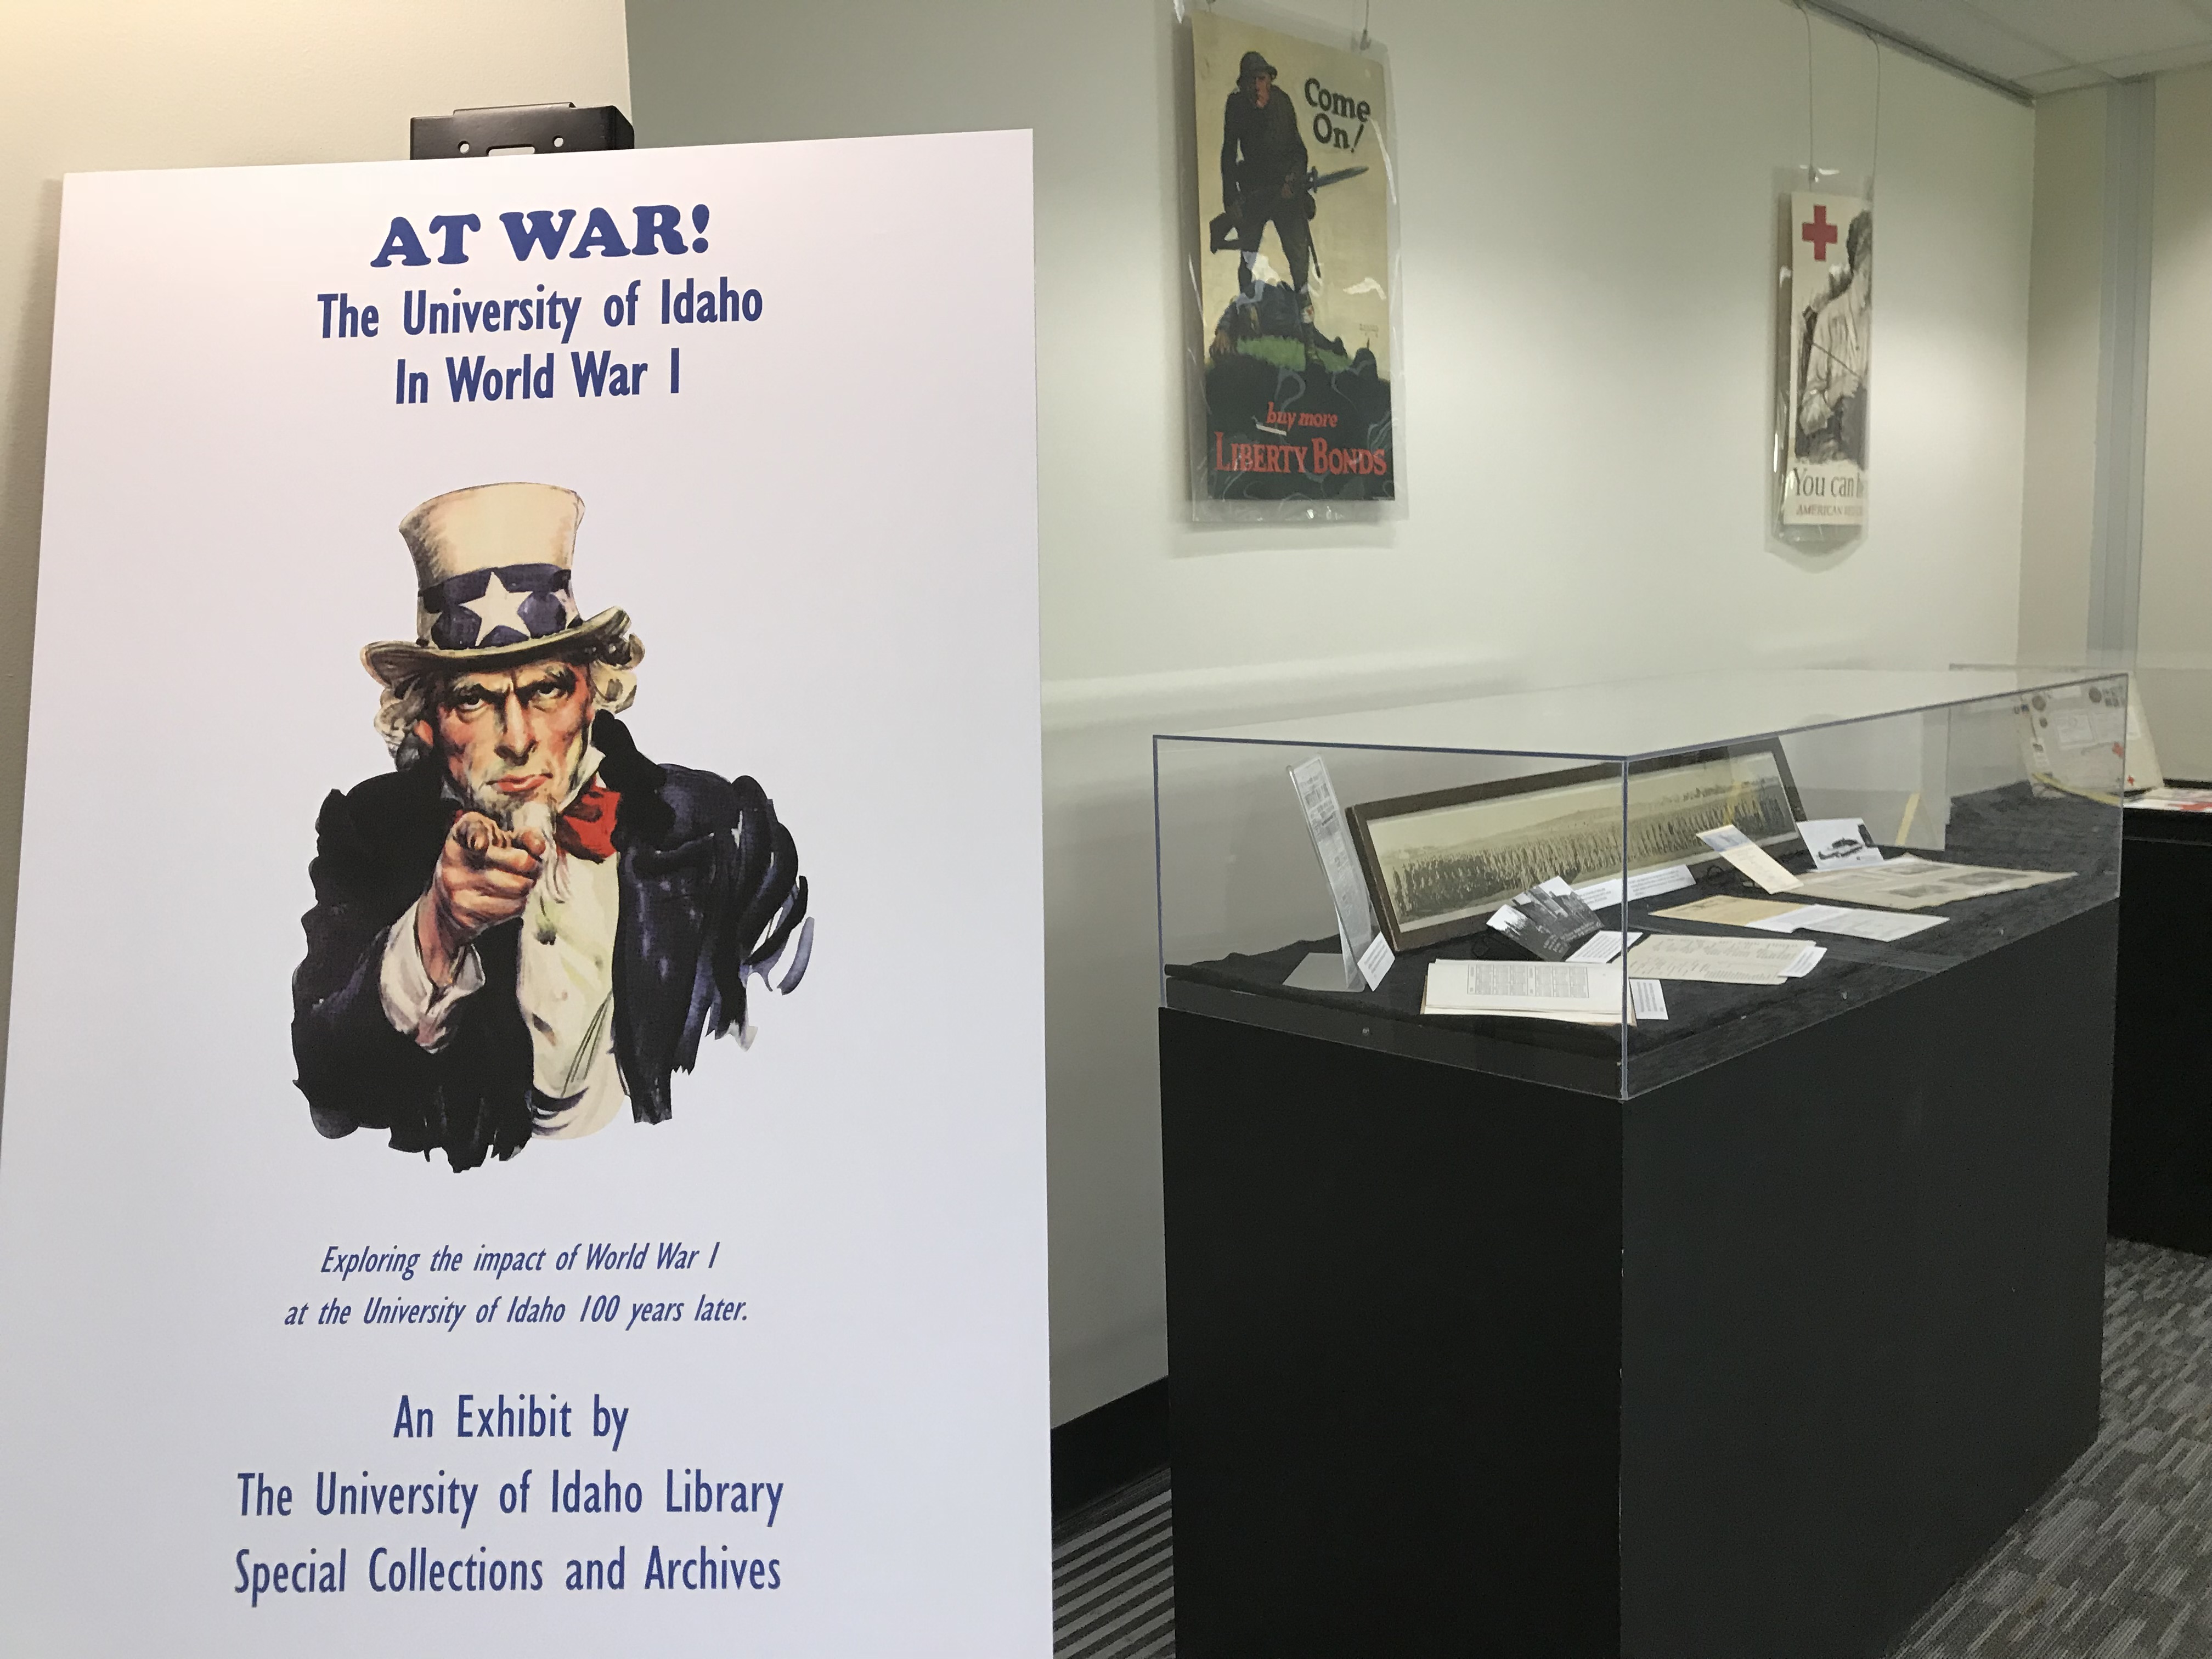 AT WAR!
The University of Idaho
In World War I
Exploring the impact of World War I
at the University of Idaho 100 years later.
An Exhibit by
The University of Idaho Library
Special Collections and Archives
Come
On!
buy more
LIBERTY BONDS
You can
AMERICAN